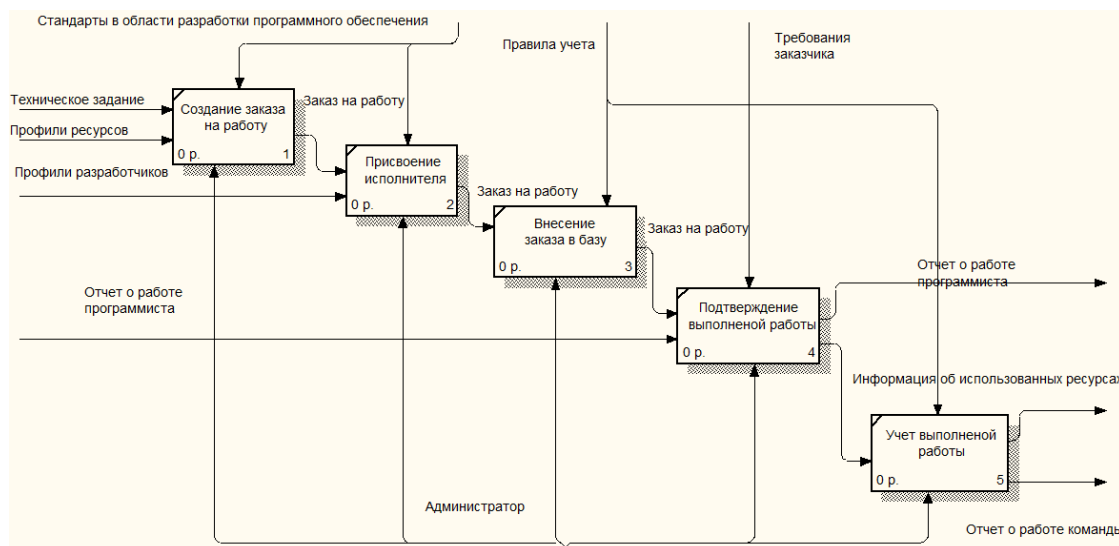 Стандарты в области разработки программного обеспечения
Правила учета
Требования
заказчика
Техническое задание
Создание заказа
на работу
0 р. 1
Заказ на работу
Профили ресурсов
Профили разработчиков
Присвоение
исполнителя
0 р. 2
Заказ на работу
Внесение
заказа в базу
0 р. 3
Заказ на работу
Отчет о работе
программиста
Отчет о работе
программиста
Подтверждение
выполненой работы
0 р. 4
Информация об использованных ресурсах
Учет выполненой
работы
0 р. 5
Администратор
Отчет о работе команды